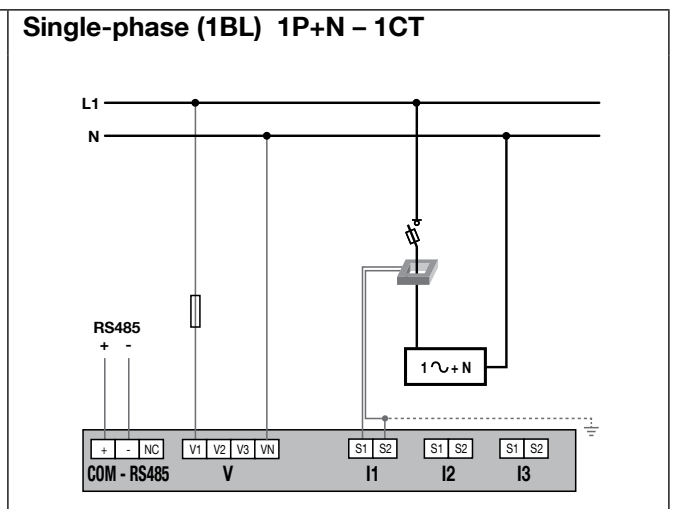 Single-phase (1BL) 1P+N – 1CT
L1
N
RS485
+ -
1 ∿ + N
+ - NC V1 V2 V3 VN S1 S2 S1 S2 S1 S2
COM - RS485 V I1 I2 I3